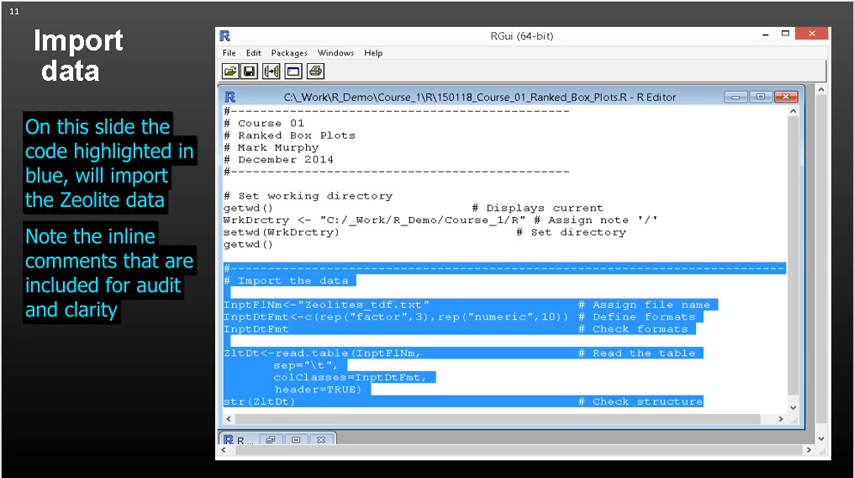 11
Import
data
On this slide the
code highlighted in
blue, will import
the Zeolite data
Note the inline
comments that are
included for audit
and clarity
RGui (64-bit)
File Edit Packages Windows Help
C:\_Work\R_Demo\Course_1\R\150118_Course_01_Ranked_Box_Plots.R - R Editor
#-----------------------------------------------
# Course 01
# Ranked Box Plots
# Mark Murphy
# December 2014
#-----------------------------------------------
# Set working directory
getwd() # Displays current
WrkDrctry <- "C:/_Work/R_Demo/Course_1/R" # Assign note '/'
setwd(WrkDrctry) # Set directory
getwd()
#---------------------------------------------------------------------------
# Import the data
InptFlNm<-"Zeolites_tdf.txt" # Assign file name
InptDtFmt<-c(rep("factor",3),rep("numeric",10)) # Define formats
InptDtFmt # Check formats
ZltDt<-read.table(InptFlNm, # Read the table
sep="\t",
colClasses=InptDtFmt,
header=TRUE)
str(ZltDt) # Check structure
R ...